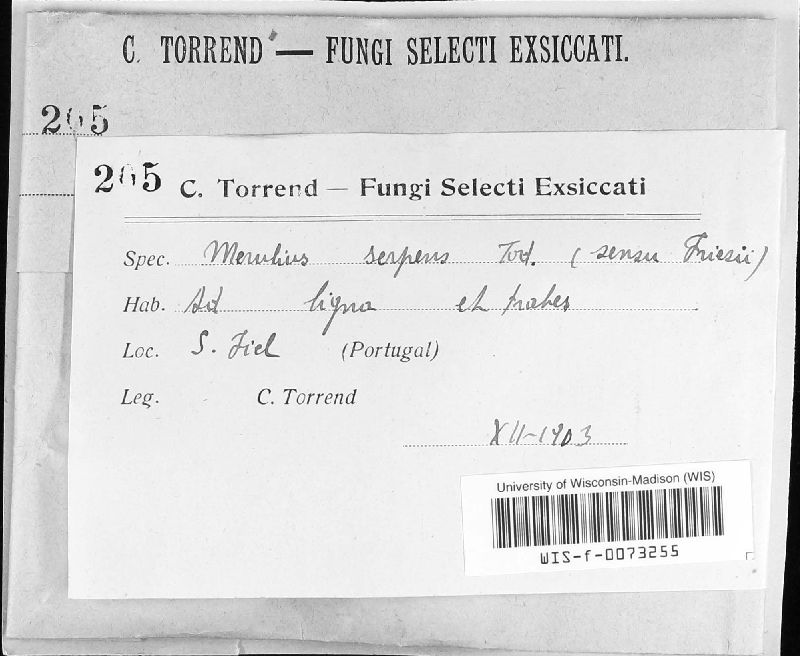 C. TORREND — FUNGI SELECTI EXSICCATI.
205
205 C. Torrend — Fungi Selecti Exsiccati
Spec. Merulius serpens Tod. (sensu Friesii)
Hab. Ad ligna et trabes
Loc. S. Fiel (Portugal)
Leg. C. Torrend
XII-1903
University of Wisconsin-Madison (WIS)
WIS-f-0073255